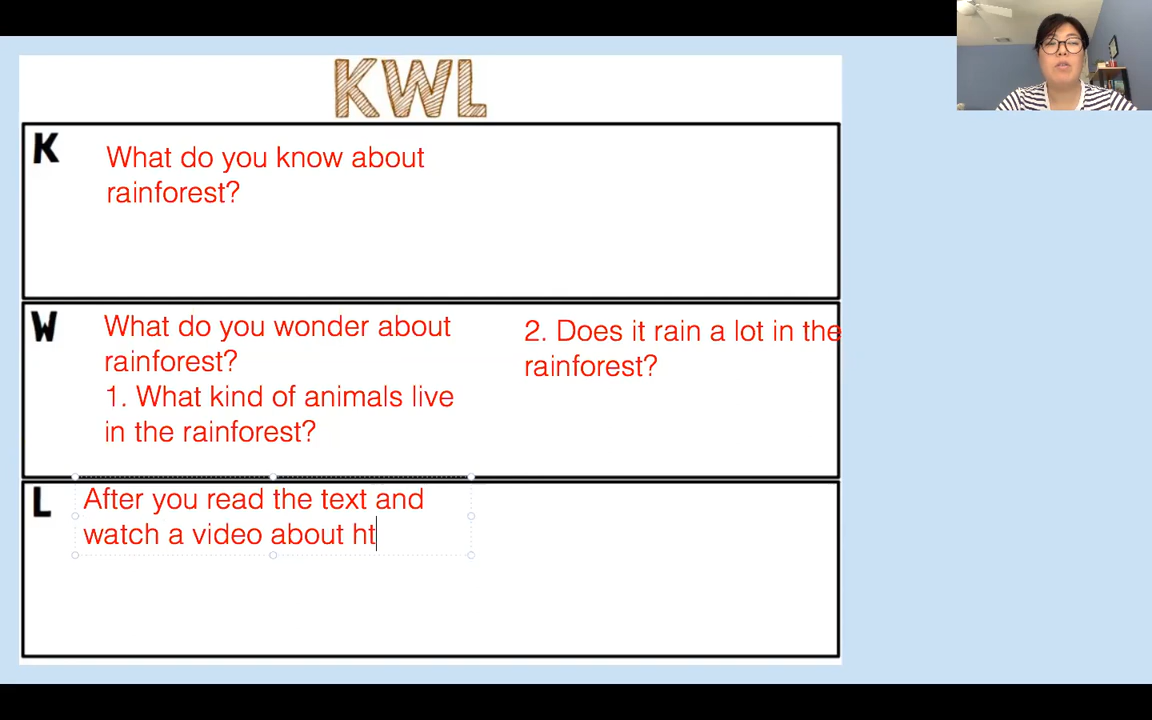 KWL
K
What do you know about
rainforest?
W
What do you wonder about
rainforest?
1. What kind of animals live
in the rainforest?
2. Does it rain a lot in the
rainforest?
L
After you read the text and
watch a video about ht